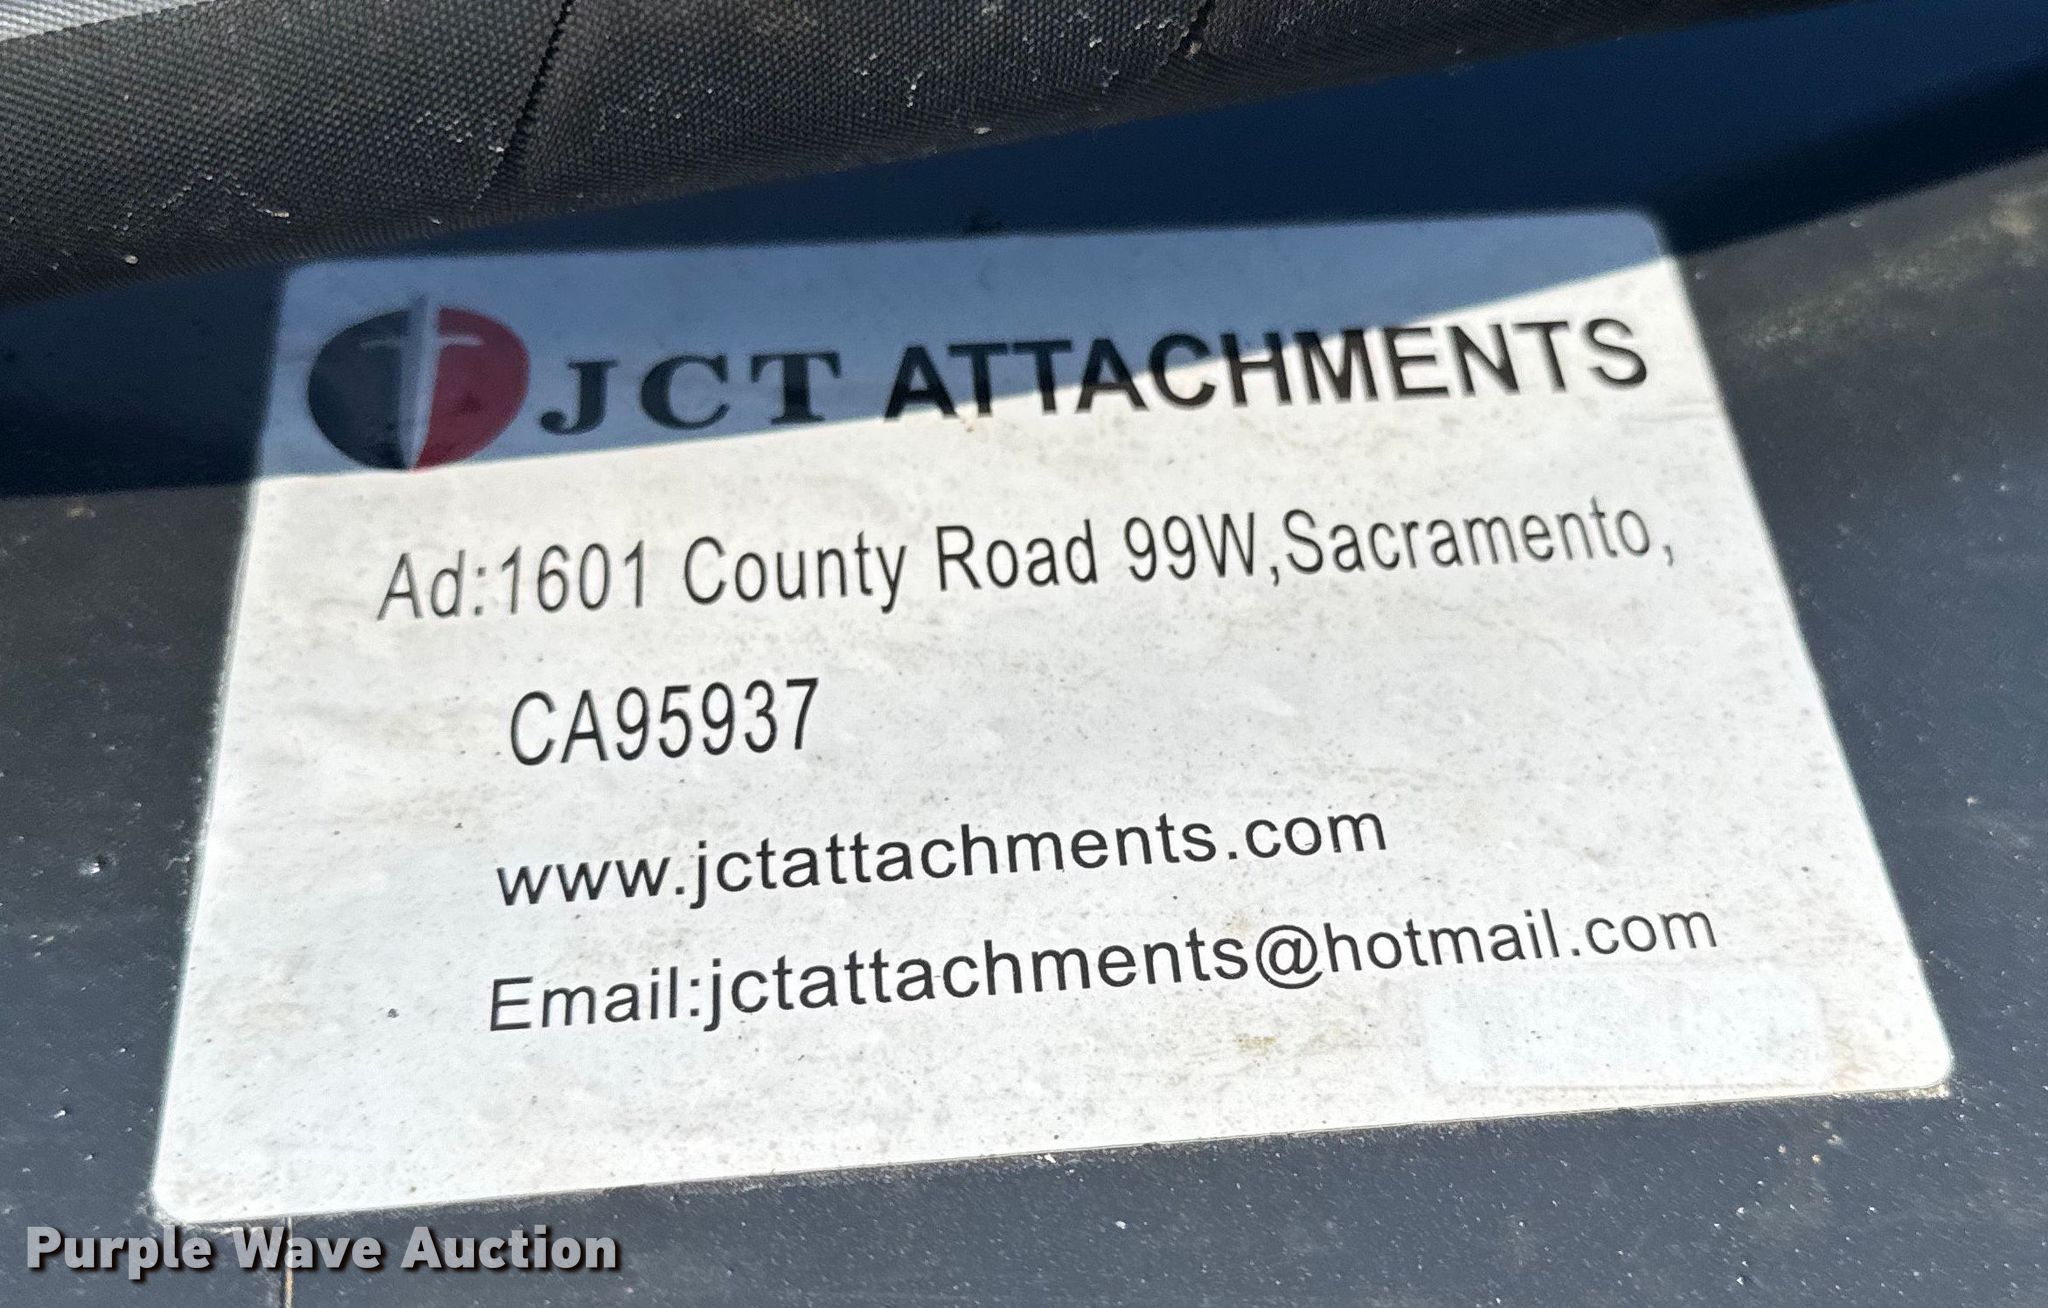 JCT ATTACHMENTS
Ad:1601 County Road 99W,Sacramento,
CA95937
www.jctattachments.com
Email:jctattachments@hotmail.com
Purple Wave Auction